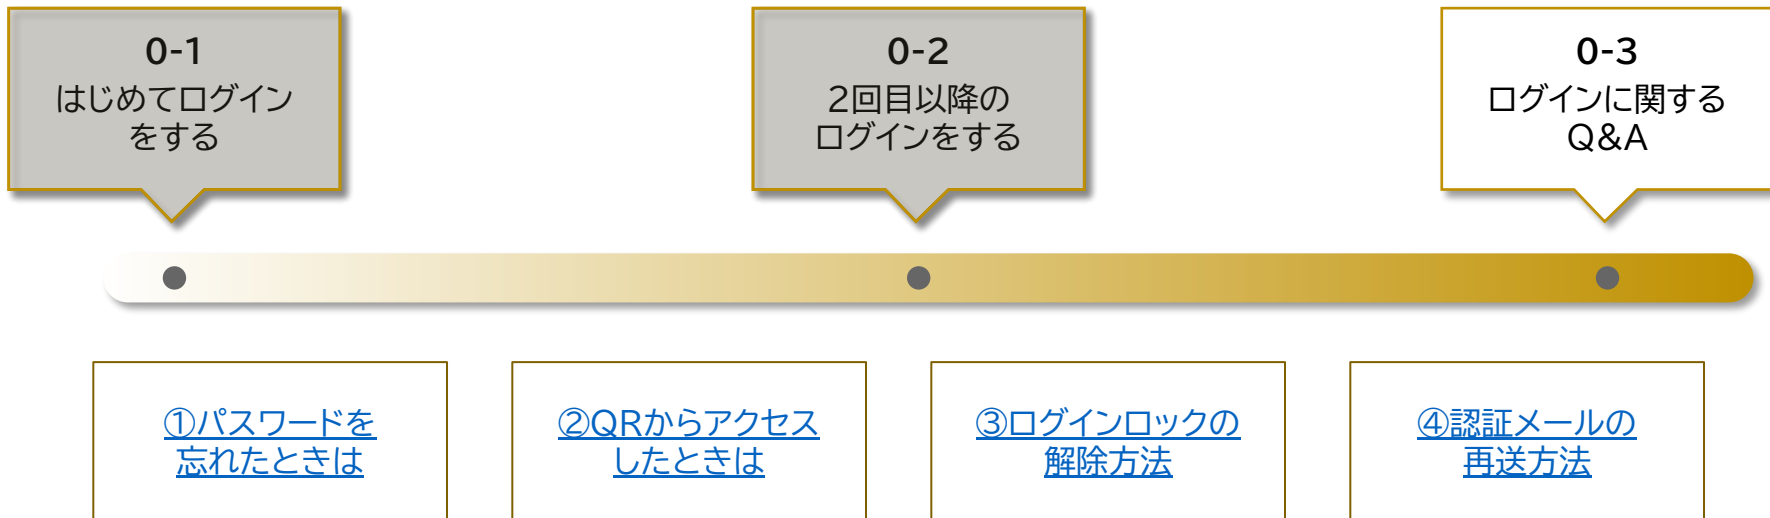 0-1
はじめてログイン
をする
0-2
2回目以降の
ログインをする
0-3
ログインに関する
Q&A
①パスワードを
忘れたときは
②QRからアクセス
したときは
③ログインロックの
解除方法
④認証メールの
再送方法